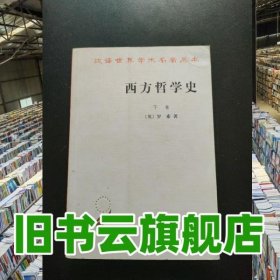 汉译世界学术名著丛书
西方哲学史
下卷
〔英〕罗素著
旧书云旗舰店